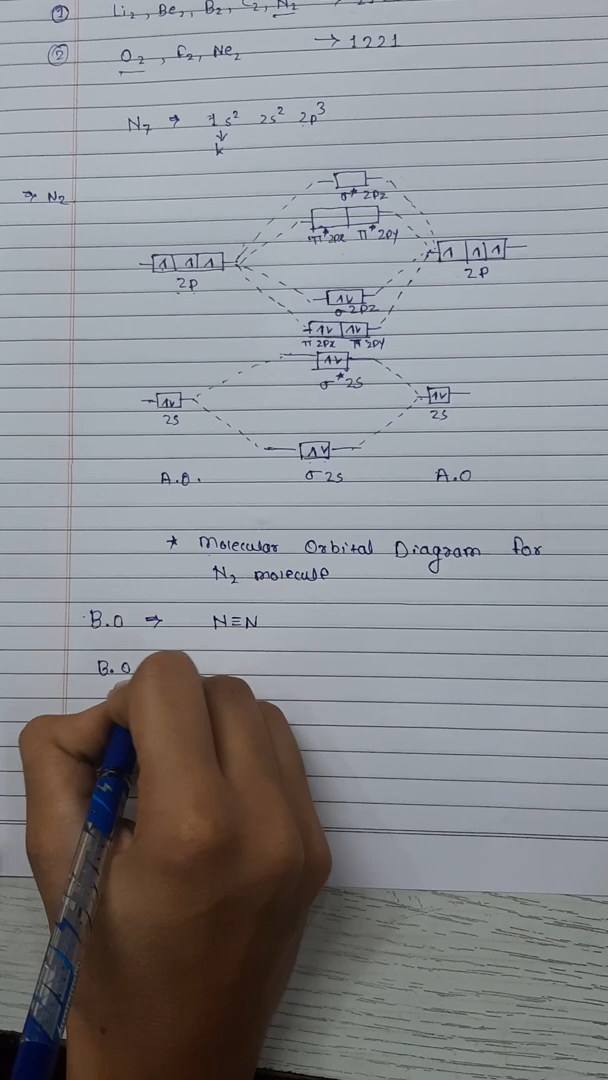 ① Li₂, Be₂, B₂, C₂, N₂
② O₂, F₂, Ne₂ → 1221
N₇ ⇒ 1s² 2s² 2p³
↓
k
⇒ N₂
σ* 2pz
π* 2px π* 2py
2p 2p
σ 2pz
π 2px π 2py
σ* 2s
2s 2s
A.O. σ 2s A.O
* Molecular Orbital Diagram for
N₂ molecule
B.O ⇒ N≡N
B.O